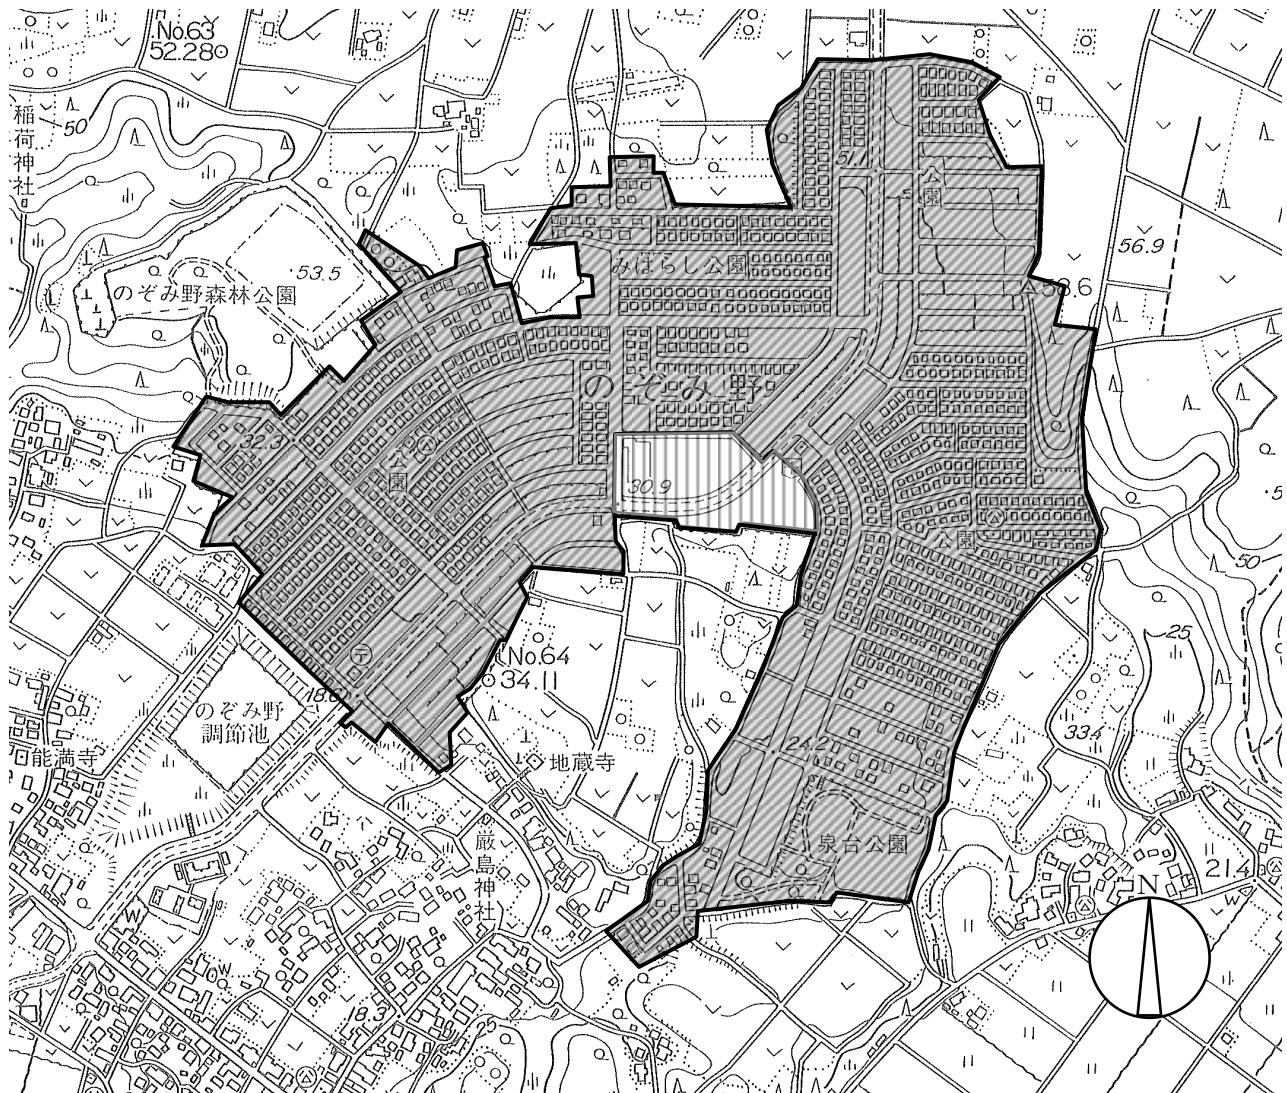 No.63
52.28
稲荷神社
50
51.1
公園
56.9
53.5
みはらし公園
のぞみ野森林公園
53.6
のぞみ野
32.3
公園
30.9
公園
50
25
No.64
34.11
18.6
のぞみ野
調節池
能満寺
地蔵寺
24.2
33.4
泉台公園
厳島神社
21.4
N
W
W
W
8.3
25